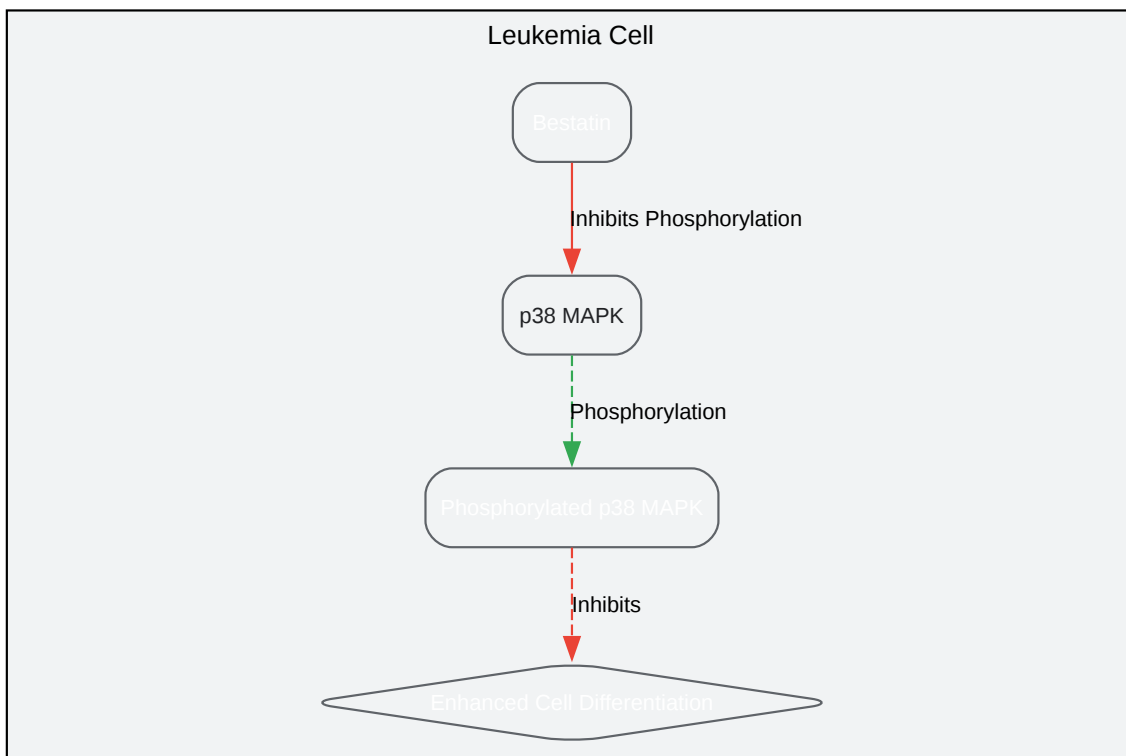 Leukemia Cell
Bestatin
Inhibits Phosphorylation
p38 MAPK
Phosphorylation
Phosphorylated p38 MAPK
Inhibits
Enhanced Cell Differentiation